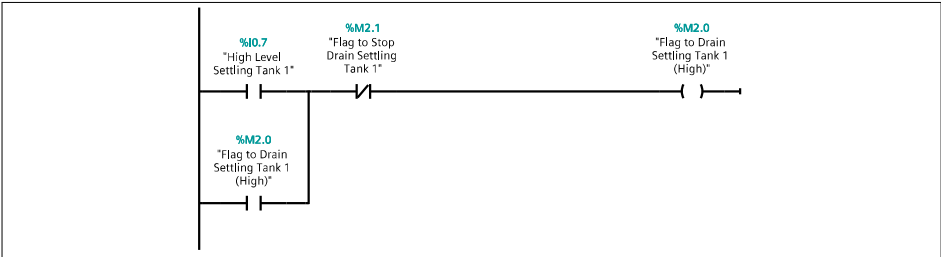 %I0.7
"High Level
Settling Tank 1"
%M2.1
"Flag to Stop
Drain Settling
Tank 1"
%M2.0
"Flag to Drain
Settling Tank 1
(High)"
%M2.0
"Flag to Drain
Settling Tank 1
(High)"